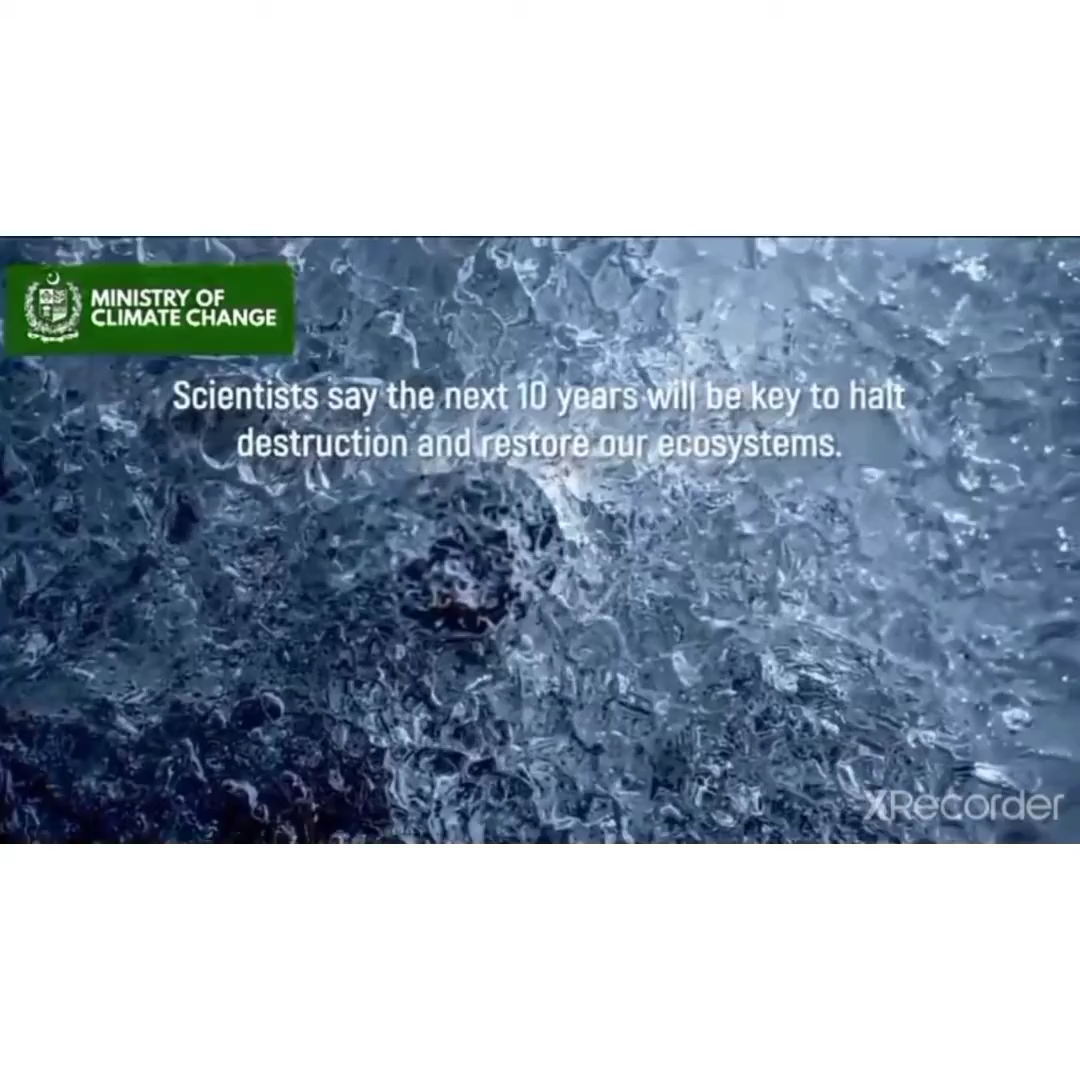 MINISTRY OF
CLIMATE CHANGE
Scientists say the next 10 years will be key to halt
destruction and restore our ecosystems.
XRecorder